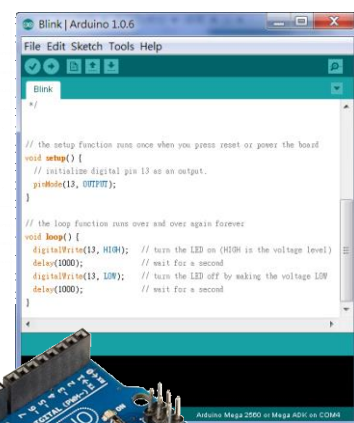 Blink | Arduino 1.0.6
File Edit Sketch Tools Help
Blink
*/
// the setup function runs once when you press reset or power the board
void setup() {
// initialize digital pin 13 as an output.
pinMode(13, OUTPUT);
}
// the loop function runs over and over again forever
void loop() {
digitalWrite(13, HIGH); // turn the LED on (HIGH is the voltage level)
delay(1000); // wait for a second
digitalWrite(13, LOW); // turn the LED off by making the voltage LOW
delay(1000); // wait for a second
}
Arduino Mega 2560 or Mega ADK on COM4
DIGITAL (PWM~)
ON